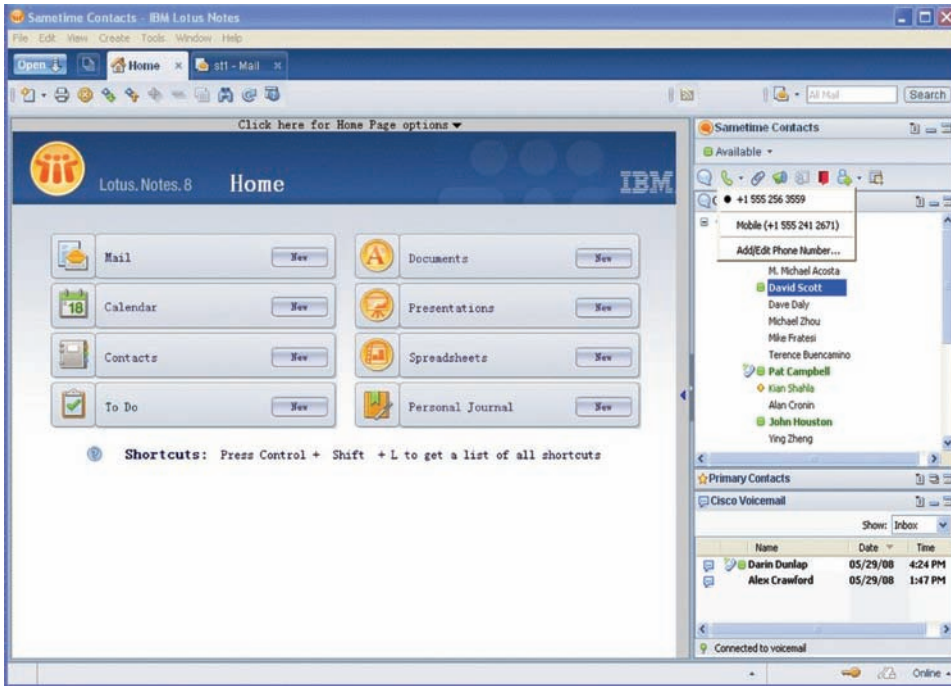 Sametime Contacts - IBM Lotus Notes
File Edit View Create Tools Window Help
Open Home × st1 - Mail ×
All Mail Search
Click here for Home Page options
Lotus. Notes. 8 Home IBM
Mail New Documents New
18 Calendar New Presentations New
Contacts New Spreadsheets New
To Do New Personal Journal New
Shortcuts: Press Control + Shift + L to get a list of all shortcuts
Sametime Contacts
Available
+1 555 256 3559
Mobile (+1 555 241 2671)
Add/Edit Phone Number...
M. Michael Acosta
David Scott
Dave Daly
Michael Zhou
Mike Fratesi
Terence Buencamino
Pat Campbell
Kian Shahla
Alan Cronin
John Houston
Ying Zheng
Primary Contacts
Cisco Voicemail
Show: Inbox
Name Date Time
Darin Dunlap 05/29/08 4:24 PM
Alex Crawford 05/29/08 1:47 PM
Connected to voicemail
Online